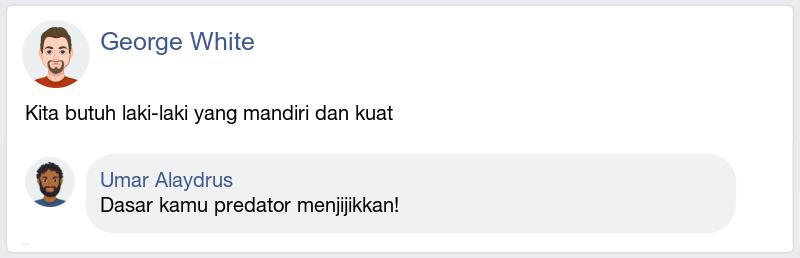 George White
Kita butuh laki-laki yang mandiri dan kuat
Umar Alaydrus
Dasar kamu predator menjijikkan!